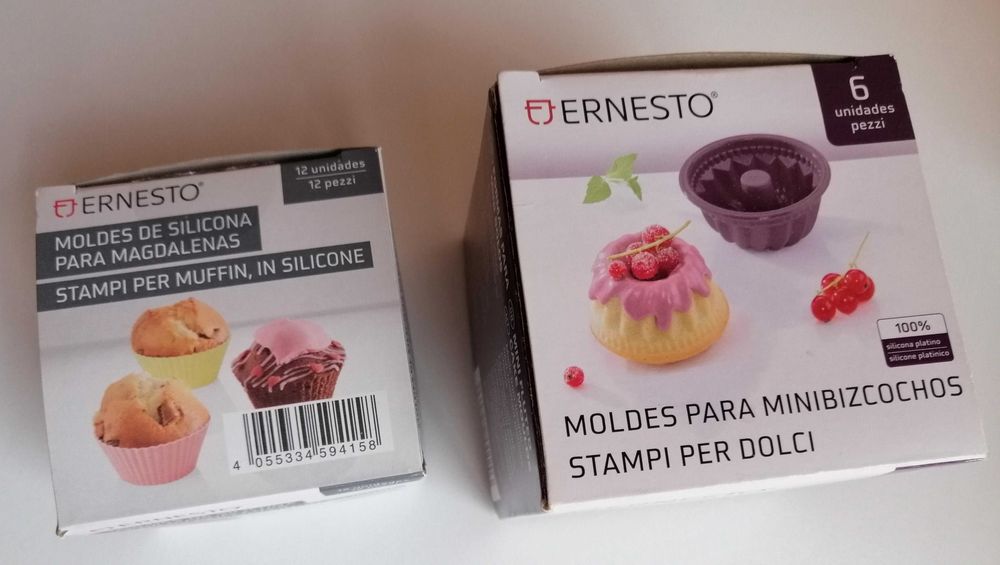 ERNESTO®
12 unidades
12 pezzi
MOLDES DE SILICONA
PARA MAGDALENAS
STAMPI PER MUFFIN, IN SILICONE
4 055334 594158
ERNESTO
ERNESTO®
6
unidades
pezzi
100%
silicona platino
silicone platinico
MOLDES PARA MINIBIZCOCHOS
STAMPI PER DOLCI